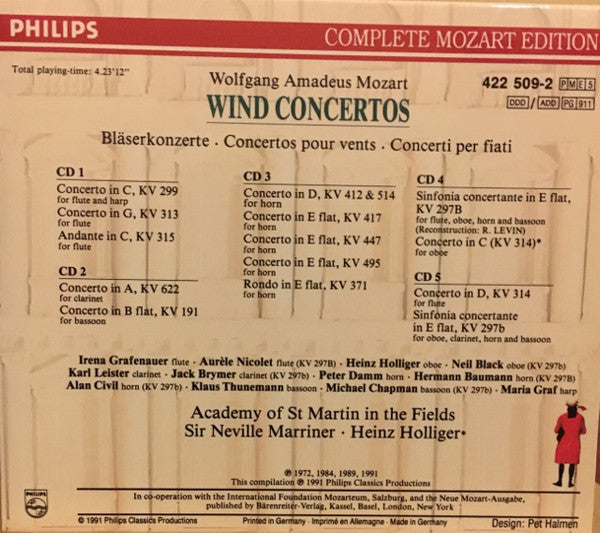 PHILIPS
COMPLETE MOZART EDITION
Total playing-time: 4.23'12"
Wolfgang Amadeus Mozart
422 509-2 PM E5
WIND CONCERTOS
DDD / ADD PG 911
Bläserkonzerte · Concertos pour vents · Concerti per fiati
CD 1
Concerto in C, KV 299
for flute and harp
Concerto in G, KV 313
for flute
Andante in C, KV 315
for flute
CD 2
Concerto in A, KV 622
for clarinet
Concerto in B flat, KV 191
for bassoon
CD 3
Concerto in D, KV 412 & 514
for horn
Concerto in E flat, KV 417
for horn
Concerto in E flat, KV 447
for horn
Concerto in E flat, KV 495
for horn
Rondo in E flat, KV 371
for horn
CD 4
Sinfonia concertante in E flat,
KV 297B
for flute, oboe, horn and bassoon
(Reconstruction: R. LEVIN)
Concerto in C (KV 314)*
for oboe
CD 5
Concerto in D, KV 314
for flute
Sinfonia concertante
in E flat, KV 297b
for oboe, clarinet, horn and bassoon
Irena Grafenauer flute · Aurèle Nicolet flute (KV 297B) · Heinz Holliger oboe · Neil Black oboe (KV 297b)
Karl Leister clarinet · Jack Brymer clarinet (KV 297b) · Peter Damm horn · Hermann Baumann horn (KV 297B)
Alan Civil horn (KV 297b) · Klaus Thunemann bassoon · Michael Chapman bassoon (KV 297b) · Maria Graf harp
Academy of St Martin in the Fields
Sir Neville Marriner · Heinz Holliger*
℗ 1972, 1984, 1989, 1991
This compilation ℗ 1991 Philips Classics Productions
PHILIPS
In co-operation with the International Foundation Mozarteum, Salzburg, and the Neue Mozart-Ausgabe,
published by Bärenreiter-Verlag, Kassel, Basel, London, New York
© 1991 Philips Classics Productions
Printed in Germany · Imprimé en Allemagne · Made in Germany
Design: Pet Halmen